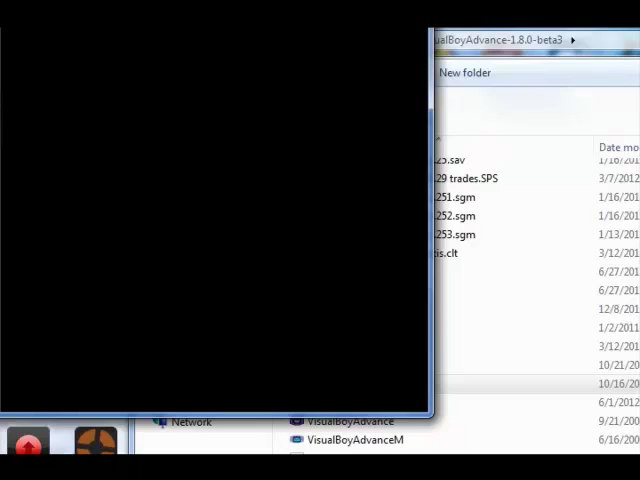 ualBoyAdvance-1.8.0-beta3
New folder
Date mo
.25.sav
1/16/201
.29 trades.SPS
3/7/2012
.251.sgm
1/16/201
.252.sgm
1/16/201
.253.sgm
1/13/201
tis.clt
3/12/201
6/27/201
6/27/201
12/8/201
1/2/2011
3/12/201
10/21/20
10/16/20
6/1/2012
Network
VisualBoyAdvance
9/21/200
VisualBoyAdvanceM
6/16/200